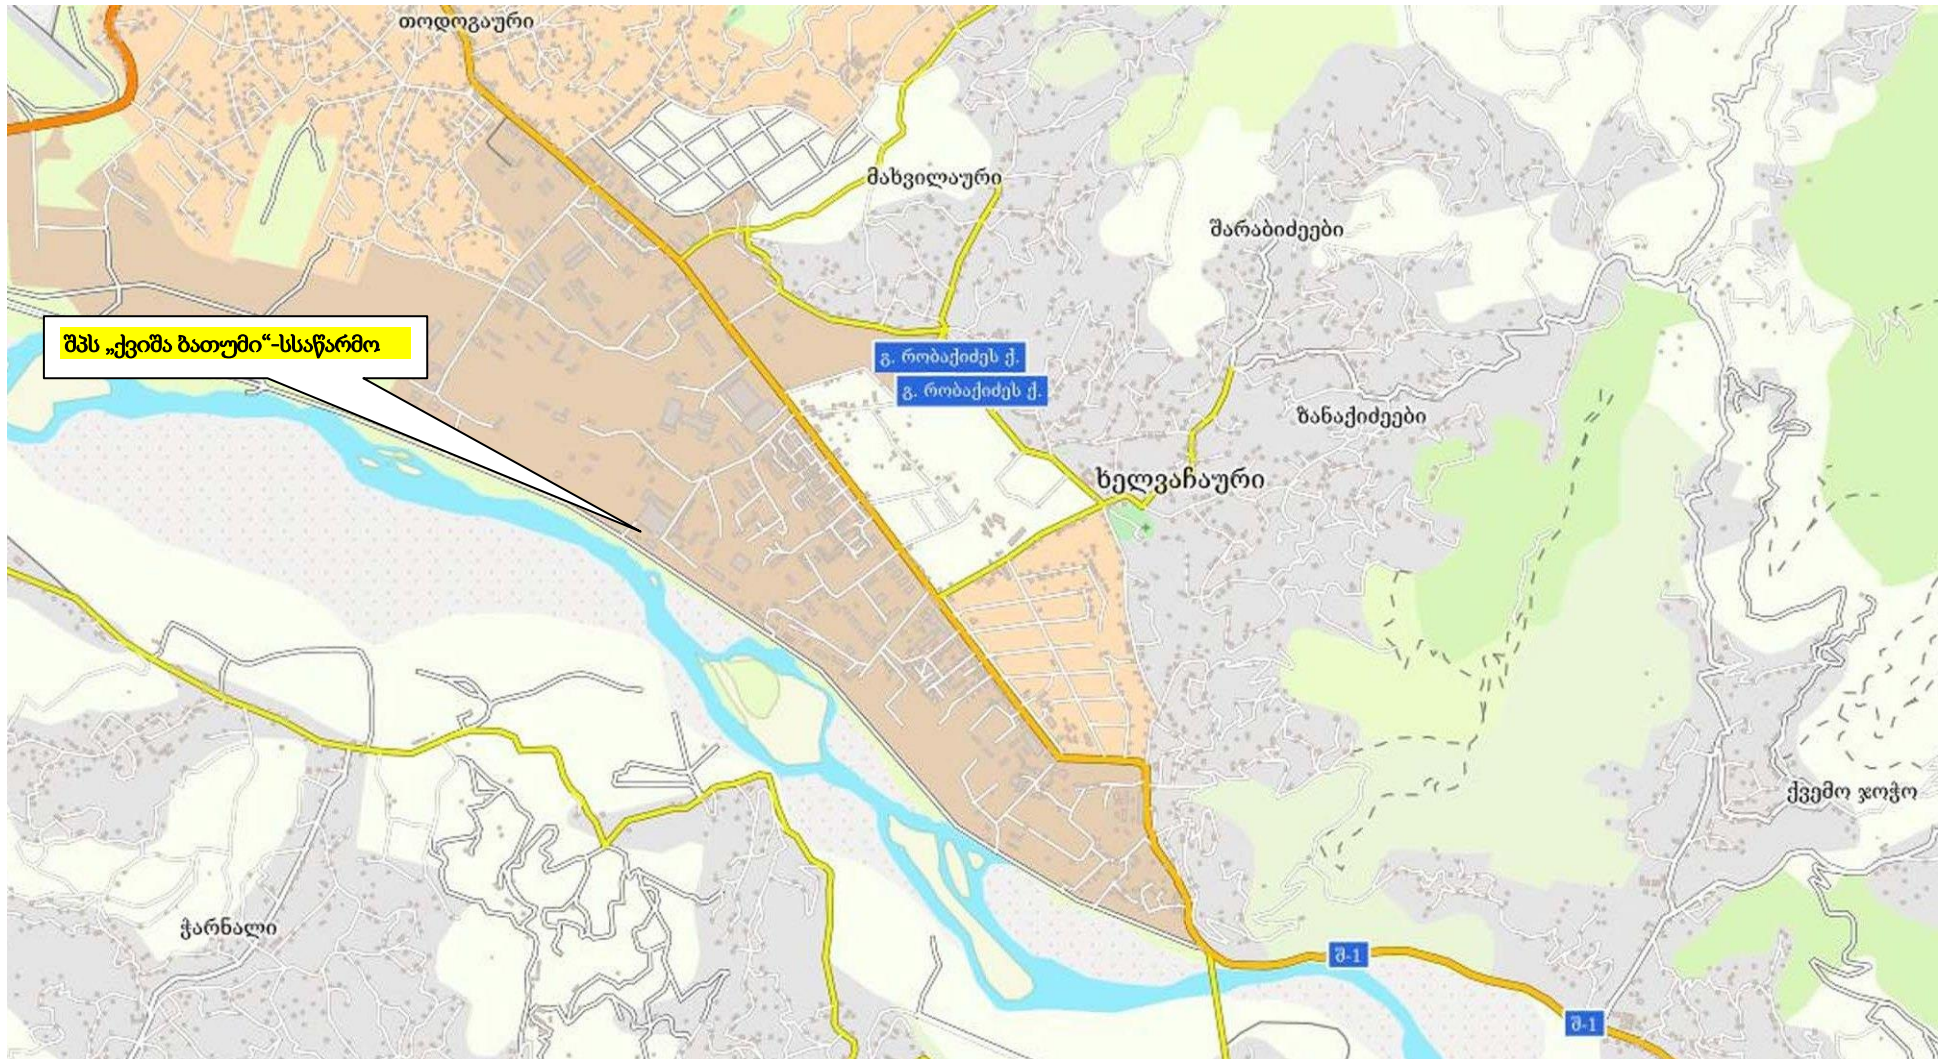 თოდოგაური
მახვილაური
შარაბიძეები
შპს „ქვიშა ბათუმი“-სსაწარმო
გ. რობაქიძეს ქ.
გ. რობაქიძეს ქ.
ზანაქიძეები
ხელვაჩაური
ქვემო ჯოჭო
ჭარნალი
შ-1
შ-1